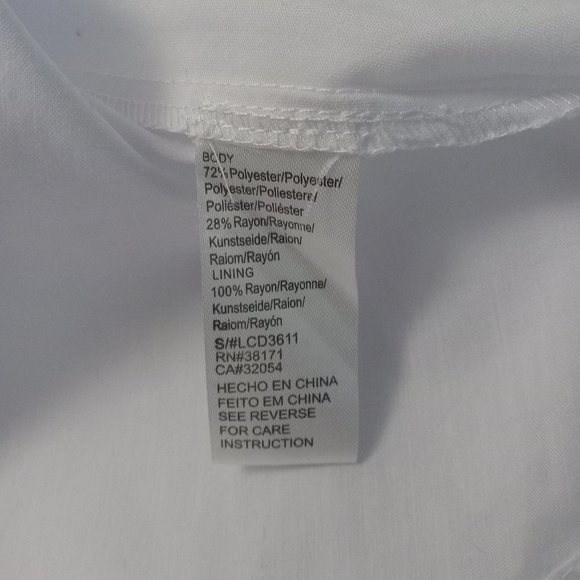 BODY
72% Polyester/Polyester/
Polyester/Poliestere/
Poliéster/Poliéster
28% Rayon/Rayonne/
Kunstseide/Raion/
Raiom/Rayón
LINING
100% Rayon/Rayonne/
Kunstseide/Raion/
Raiom/Rayón
S/#LCD3611
RN#38171
CA#32054
HECHO EN CHINA
FEITO EM CHINA
SEE REVERSE
FOR CARE
INSTRUCTION